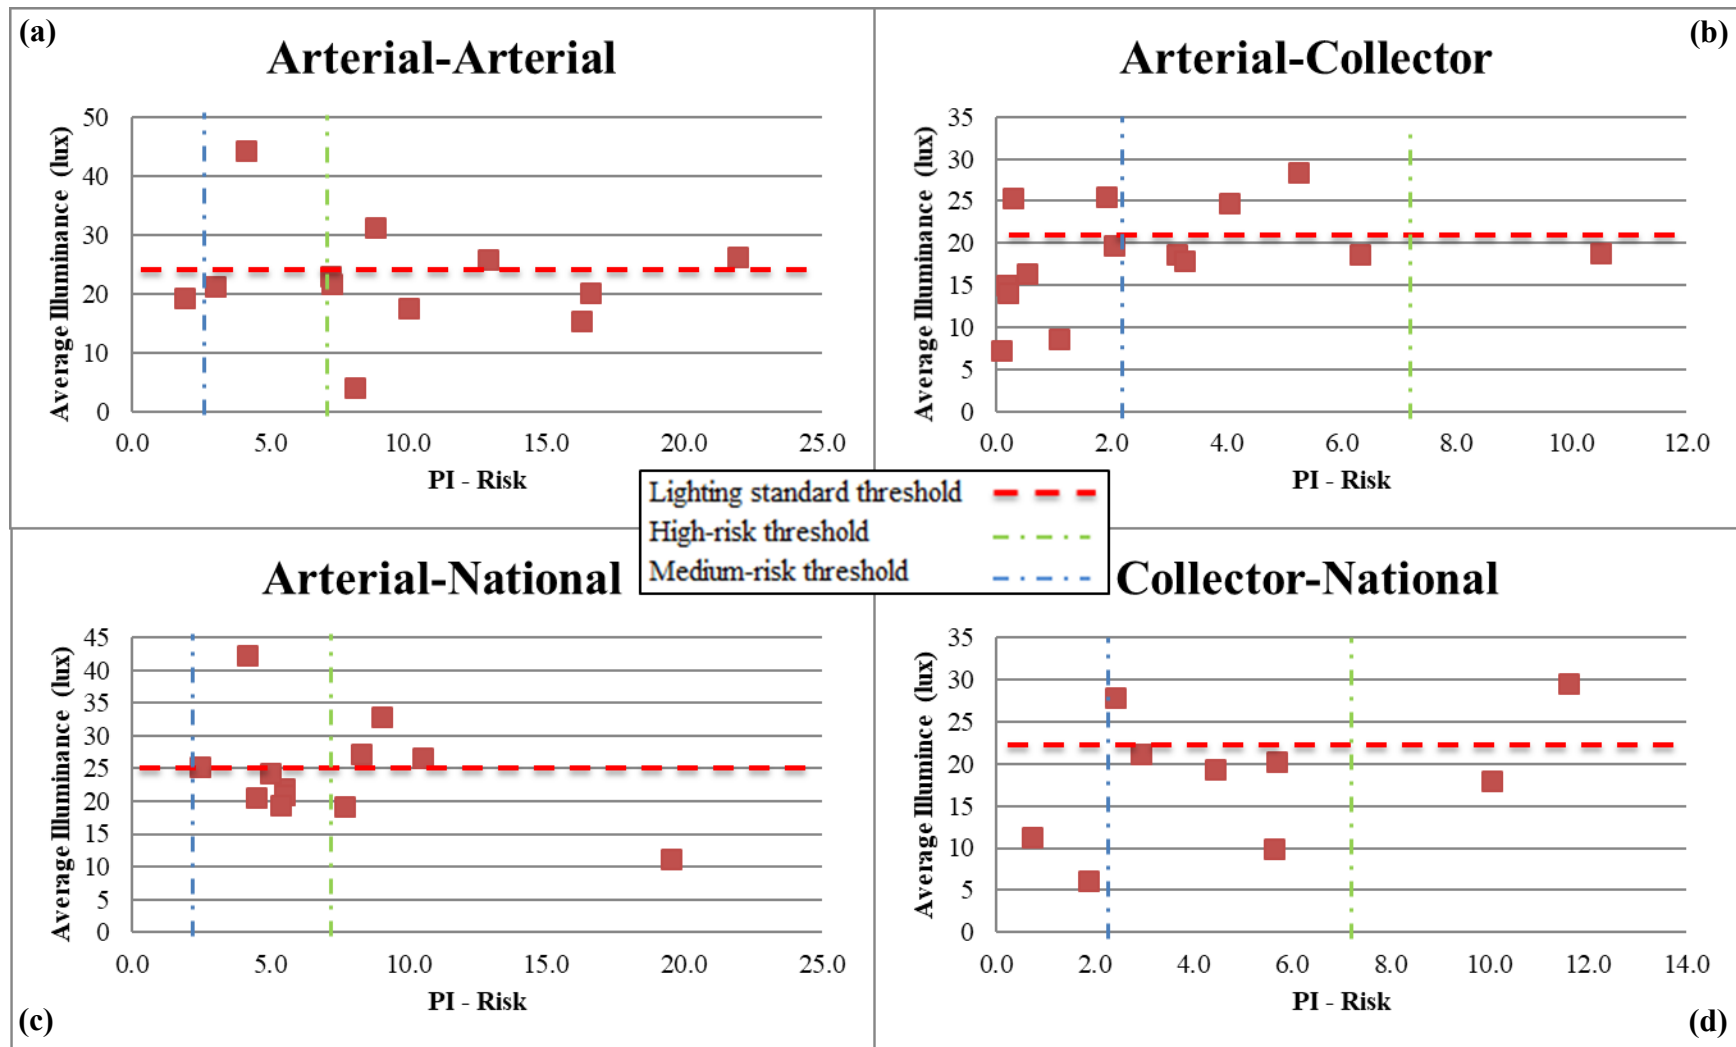 (a)
Arterial-Arterial
Average Illuminance (lux)
50
40
30
20
10
0
0.0 5.0 10.0 15.0 20.0 25.0
PI - Risk
(b)
Arterial-Collector
Average Illuminance (lux)
35
30
25
20
15
10
5
0
0.0 2.0 4.0 6.0 8.0 10.0 12.0
PI - Risk
Lighting standard threshold
High-risk threshold
Medium-risk threshold
Arterial-National
Average Illuminance (lux)
45
40
35
30
25
20
15
10
5
0
0.0 5.0 10.0 15.0 20.0 25.0
PI - Risk
(c)
Collector-National
Average Illumince (lux)
35
30
25
20
15
10
5
0
0.0 2.0 4.0 6.0 8.0 10.0 12.0 14.0
PI - Risk
(d)